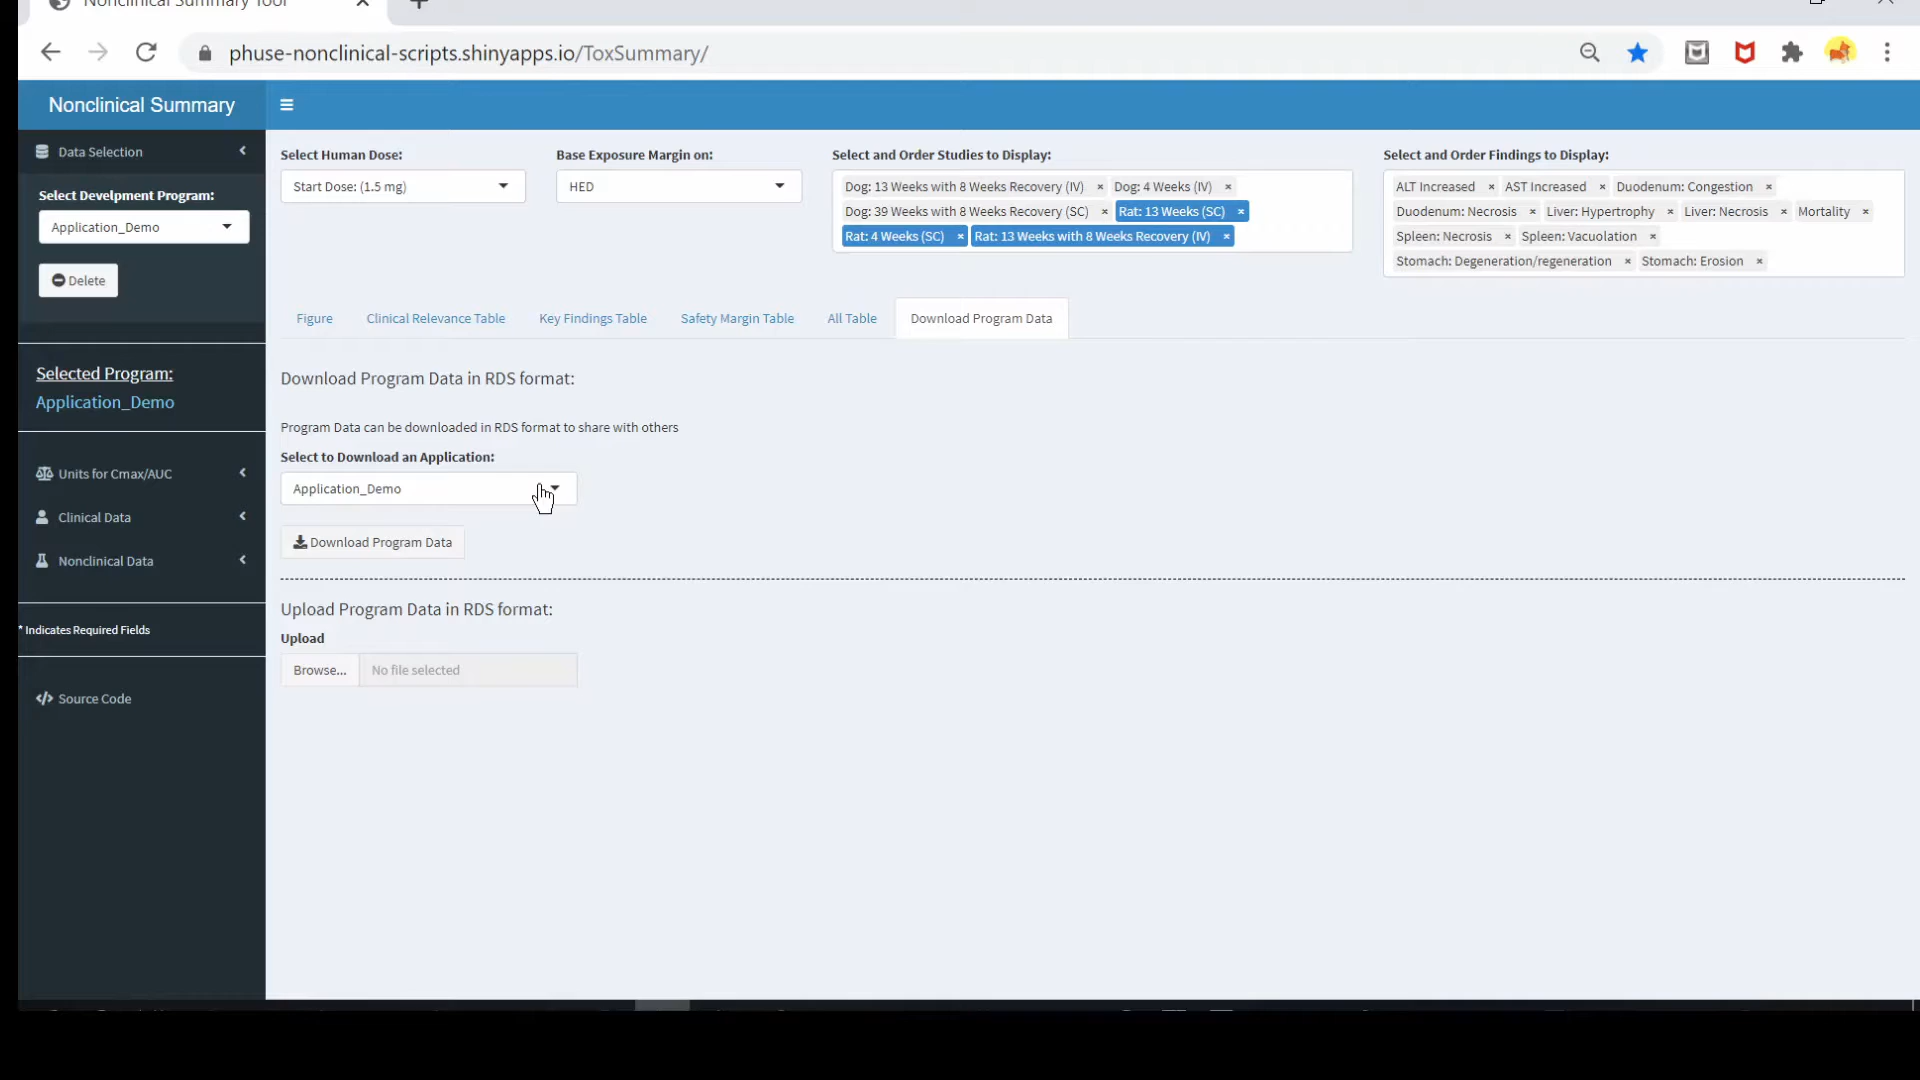 Nonclinical Summary Tool
phuse-nonclinical-scripts.shinyapps.io/ToxSummary/
Nonclinical Summary
Data Selection
Select Develpment Program:
Application_Demo
Delete
Selected Program:
Application_Demo
Units for Cmax/AUC
Clinical Data
Nonclinical Data
* Indicates Required Fields
Source Code
Select Human Dose:
Start Dose: (1.5 mg)
Base Exposure Margin on:
HED
Select and Order Studies to Display:
Dog: 13 Weeks with 8 Weeks Recovery (IV) × Dog: 4 Weeks (IV) ×
Dog: 39 Weeks with 8 Weeks Recovery (SC) × Rat: 13 Weeks (SC) ×
Rat: 4 Weeks (SC) × Rat: 13 Weeks with 8 Weeks Recovery (IV) ×
Select and Order Findings to Display:
ALT Increased × AST Increased × Duodenum: Congestion ×
Duodenum: Necrosis × Liver: Hypertrophy × Liver: Necrosis × Mortality ×
Spleen: Necrosis × Spleen: Vacuolation ×
Stomach: Degeneration/regeneration × Stomach: Erosion ×
Figure Clinical Relevance Table Key Findings Table Safety Margin Table All Table Download Program Data
Download Program Data in RDS format:
Program Data can be downloaded in RDS format to share with others
Select to Download an Application:
Application_Demo
Download Program Data
Upload Program Data in RDS format:
Upload
Browse... No file selected